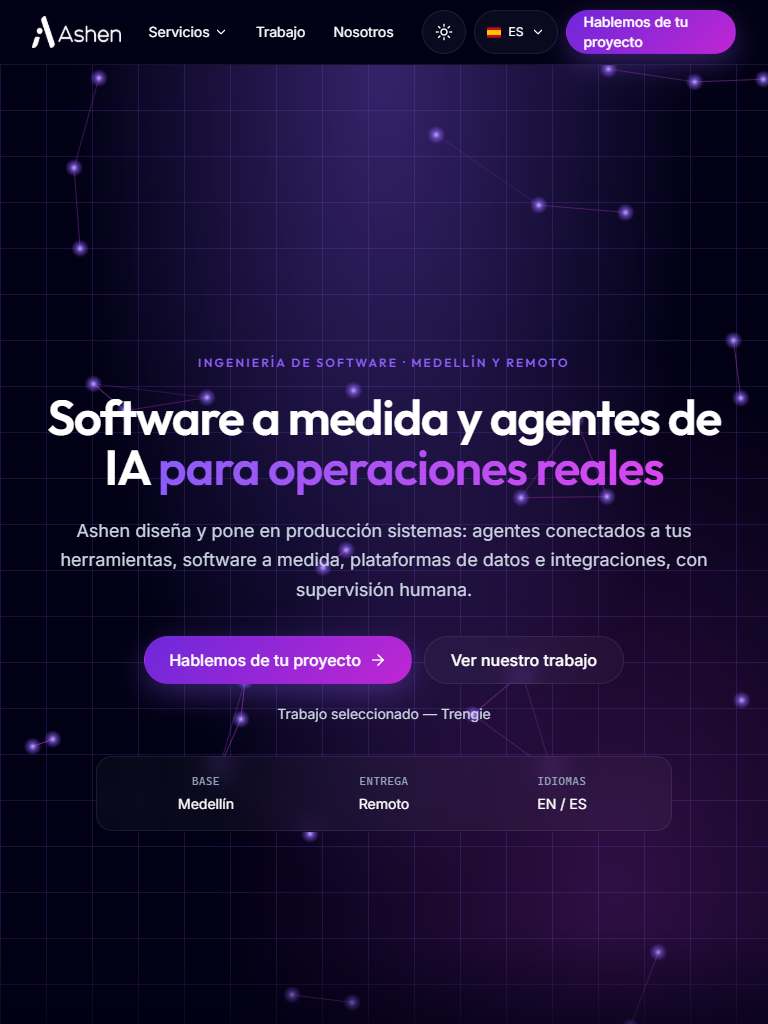 Ashen
Servicios
Trabajo
Nosotros
ES
Hablemos de tu
proyecto
INGENIERÍA DE SOFTWARE · MEDELLÍN Y REMOTO
Software a medida y agentes de
IA para operaciones reales
Ashen diseña y pone en producción sistemas: agentes conectados a tus
herramientas, software a medida, plataformas de datos e integraciones, con
supervisión humana.
Hablemos de tu proyecto
Ver nuestro trabajo
Trabajo seleccionado — Trengie
BASE
Medellín
ENTREGA
Remoto
IDIOMAS
EN / ES